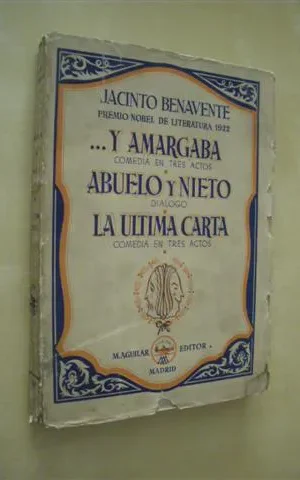 JACINTO BENAVENTE
PREMIO NOBEL DE LITERATURA 1922
...Y AMARGABA
COMEDIA EN TRES ACTOS
ABUELO Y NIETO
DIALOGO
LA ULTIMA CARTA
COMEDIA EN TRES ACTOS
M. AGUILAR EDITOR
MADRID